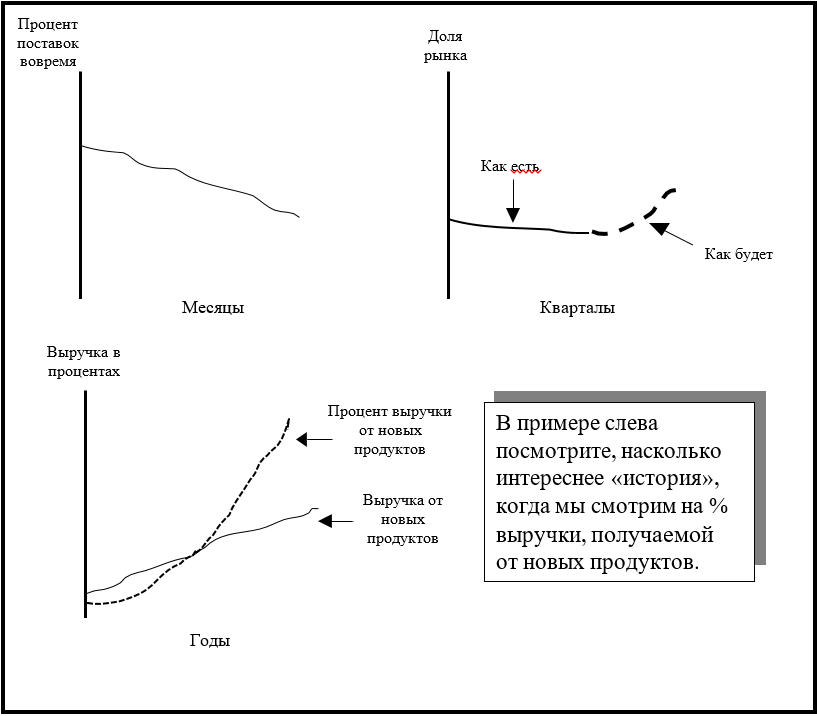 Процент
поставок
вовремя
Месяцы
Доля
рынка
Как есть
Как будет
Кварталы
Выручка в
процентах
Процент выручки
от новых
продуктов
Выручка от
новых
продуктов
Годы
В примере слева
посмотрите, насколько
интереснее «история»,
когда мы смотрим на %
выручки, получаемой
от новых продуктов.